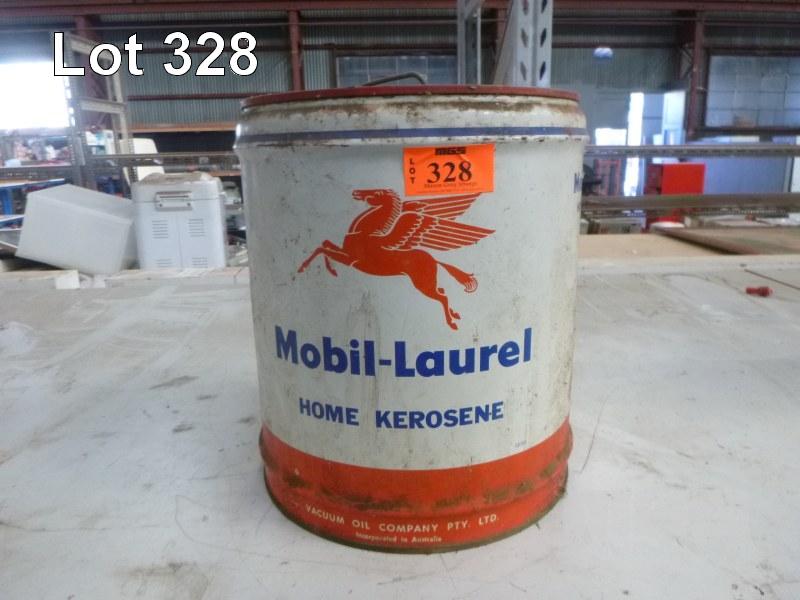 Lot 328
LOT
328
Mobil-Laurel
HOME KEROSENE
VACUUM OIL COMPANY PTY. LTD.
Incorporated in Australia